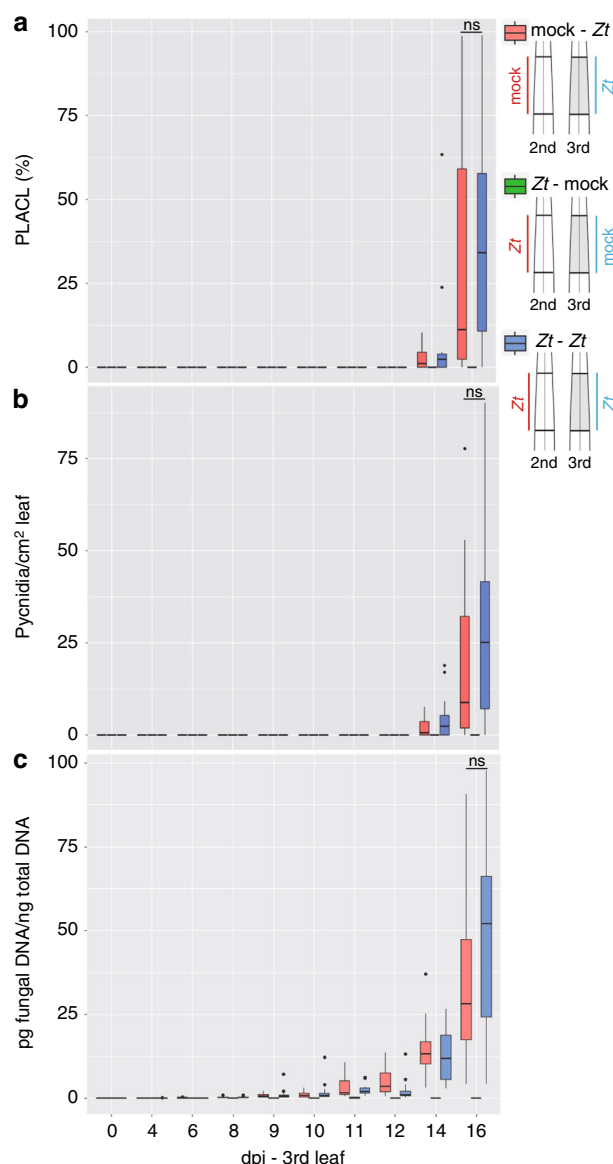 a
PLACL (%)
100
75
50
25
0
ns
b
Pycnidia/cm² leaf
75
50
25
0
ns
c
pg fungal DNA/ng total DNA
100
75
50
25
0
ns
0 4 6 8 9 10 11 12 14 16
dpi - 3rd leaf
mock - Zt
mock
Zt
2nd 3rd
Zt - mock
Zt
mock
2nd 3rd
Zt - Zt
Zt
Zt
2nd 3rd